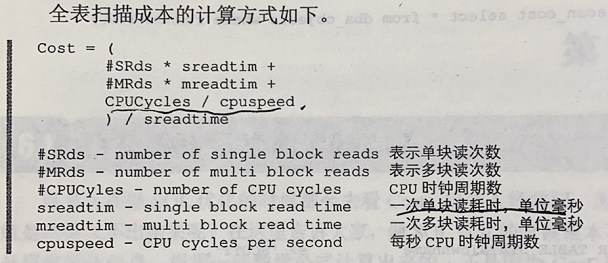 全表扫描成本的计算方式如下。
Cost = (
#SRds * sreadtim +
#MRds * mreadtim +
CPUCycles / cpuspeed
) / sreadtime
#SRds - number of single block reads 表示单块读次数
#MRds - number of multi block reads 表示多块读次数
#CPUCyles - number of CPU cycles CPU 时钟周期数
sreadtim - single block read time 一次单块读耗时，单位毫秒
mreadtim - multi block read time 一次多块读耗时，单位毫秒
cpuspeed - CPU cycles per second 每秒 CPU 时钟周期数